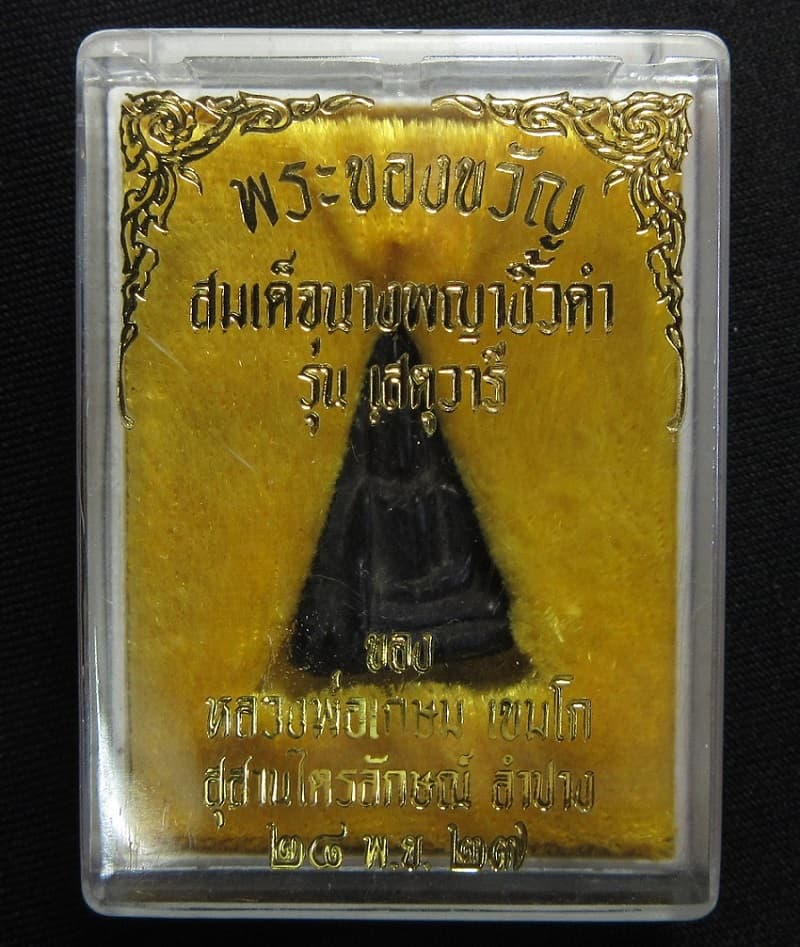 พระของขวัญ
สมเด็จนางพญางิ้วดำ
รุ่น เสตุวารี
ของ
หลวงพ่อเกษม เขมโก
สุสานไตรลักษณ์ ลำปาง
๒๘ พ.ย. ๒๗